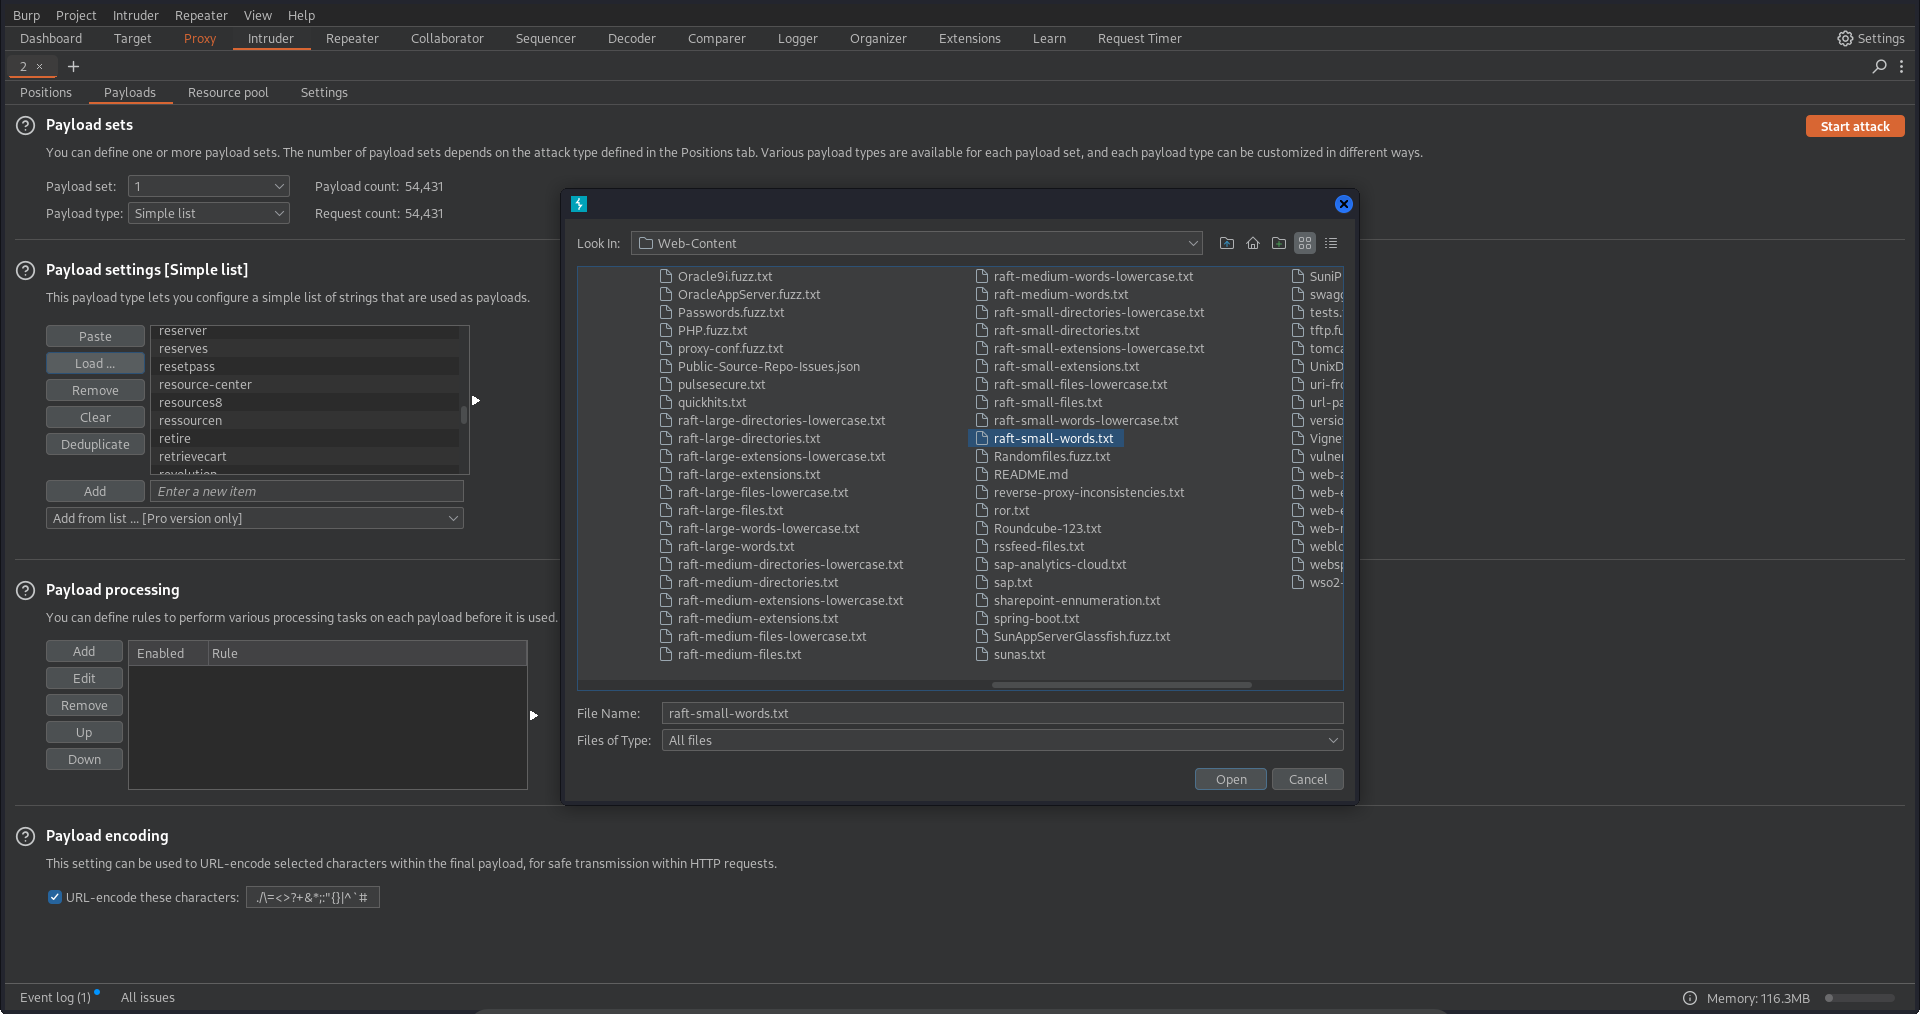 Burp Project Intruder Repeater View Help
Dashboard Target Proxy Intruder Repeater Collaborator Sequencer Decoder Comparer Logger Organizer Extensions Learn Request Timer Settings
2 × +
Positions Payloads Resource pool Settings
? Payload sets
Start attack
You can define one or more payload sets. The number of payload sets depends on the attack type defined in the Positions tab. Various payload types are available for each payload set, and each payload type can be customized in different ways.
Payload set: 1 Payload count: 54,431
Payload type: Simple list Request count: 54,431
? Payload settings [Simple list]
This payload type lets you configure a simple list of strings that are used as payloads.
Paste
Load ...
Remove
Clear
Deduplicate
reserver
reserves
resetpass
resource-center
resources8
ressourcen
retire
retrievecart
revolution
Add Enter a new item
Add from list ... [Pro version only]
? Payload processing
You can define rules to perform various processing tasks on each payload before it is used.
Add
Edit
Remove
Up
Down
Enabled Rule
? Payload encoding
This setting can be used to URL-encode selected characters within the final payload, for safe transmission within HTTP requests.
URL-encode these characters: ./\=<>?+&*;:"{}|^`#
Look In: Web-Content
Oracle9i.fuzz.txt
OracleAppServer.fuzz.txt
Passwords.fuzz.txt
PHP.fuzz.txt
proxy-conf.fuzz.txt
Public-Source-Repo-Issues.json
pulsesecure.txt
quickhits.txt
raft-large-directories-lowercase.txt
raft-large-directories.txt
raft-large-extensions-lowercase.txt
raft-large-extensions.txt
raft-large-files-lowercase.txt
raft-large-files.txt
raft-large-words-lowercase.txt
raft-large-words.txt
raft-medium-directories-lowercase.txt
raft-medium-directories.txt
raft-medium-extensions-lowercase.txt
raft-medium-extensions.txt
raft-medium-files-lowercase.txt
raft-medium-files.txt
raft-medium-words-lowercase.txt
raft-medium-words.txt
raft-small-directories-lowercase.txt
raft-small-directories.txt
raft-small-extensions-lowercase.txt
raft-small-extensions.txt
raft-small-files-lowercase.txt
raft-small-files.txt
raft-small-words-lowercase.txt
raft-small-words.txt
Randomfiles.fuzz.txt
README.md
reverse-proxy-inconsistencies.txt
ror.txt
Roundcube-123.txt
rssfeed-files.txt
sap-analytics-cloud.txt
sap.txt
sharepoint-ennumeration.txt
spring-boot.txt
SunAppServerGlassfish.fuzz.txt
sunas.txt
SuniP
swagg
tests.
tftp.fu
tomca
UnixD
uri-fro
url-pa
versio
Vigne
vulner
web-a
web-e
web-e
web-r
weblo
websp
wso2-
File Name: raft-small-words.txt
Files of Type: All files
Open Cancel
Event log (1) All issues
Memory: 116.3MB